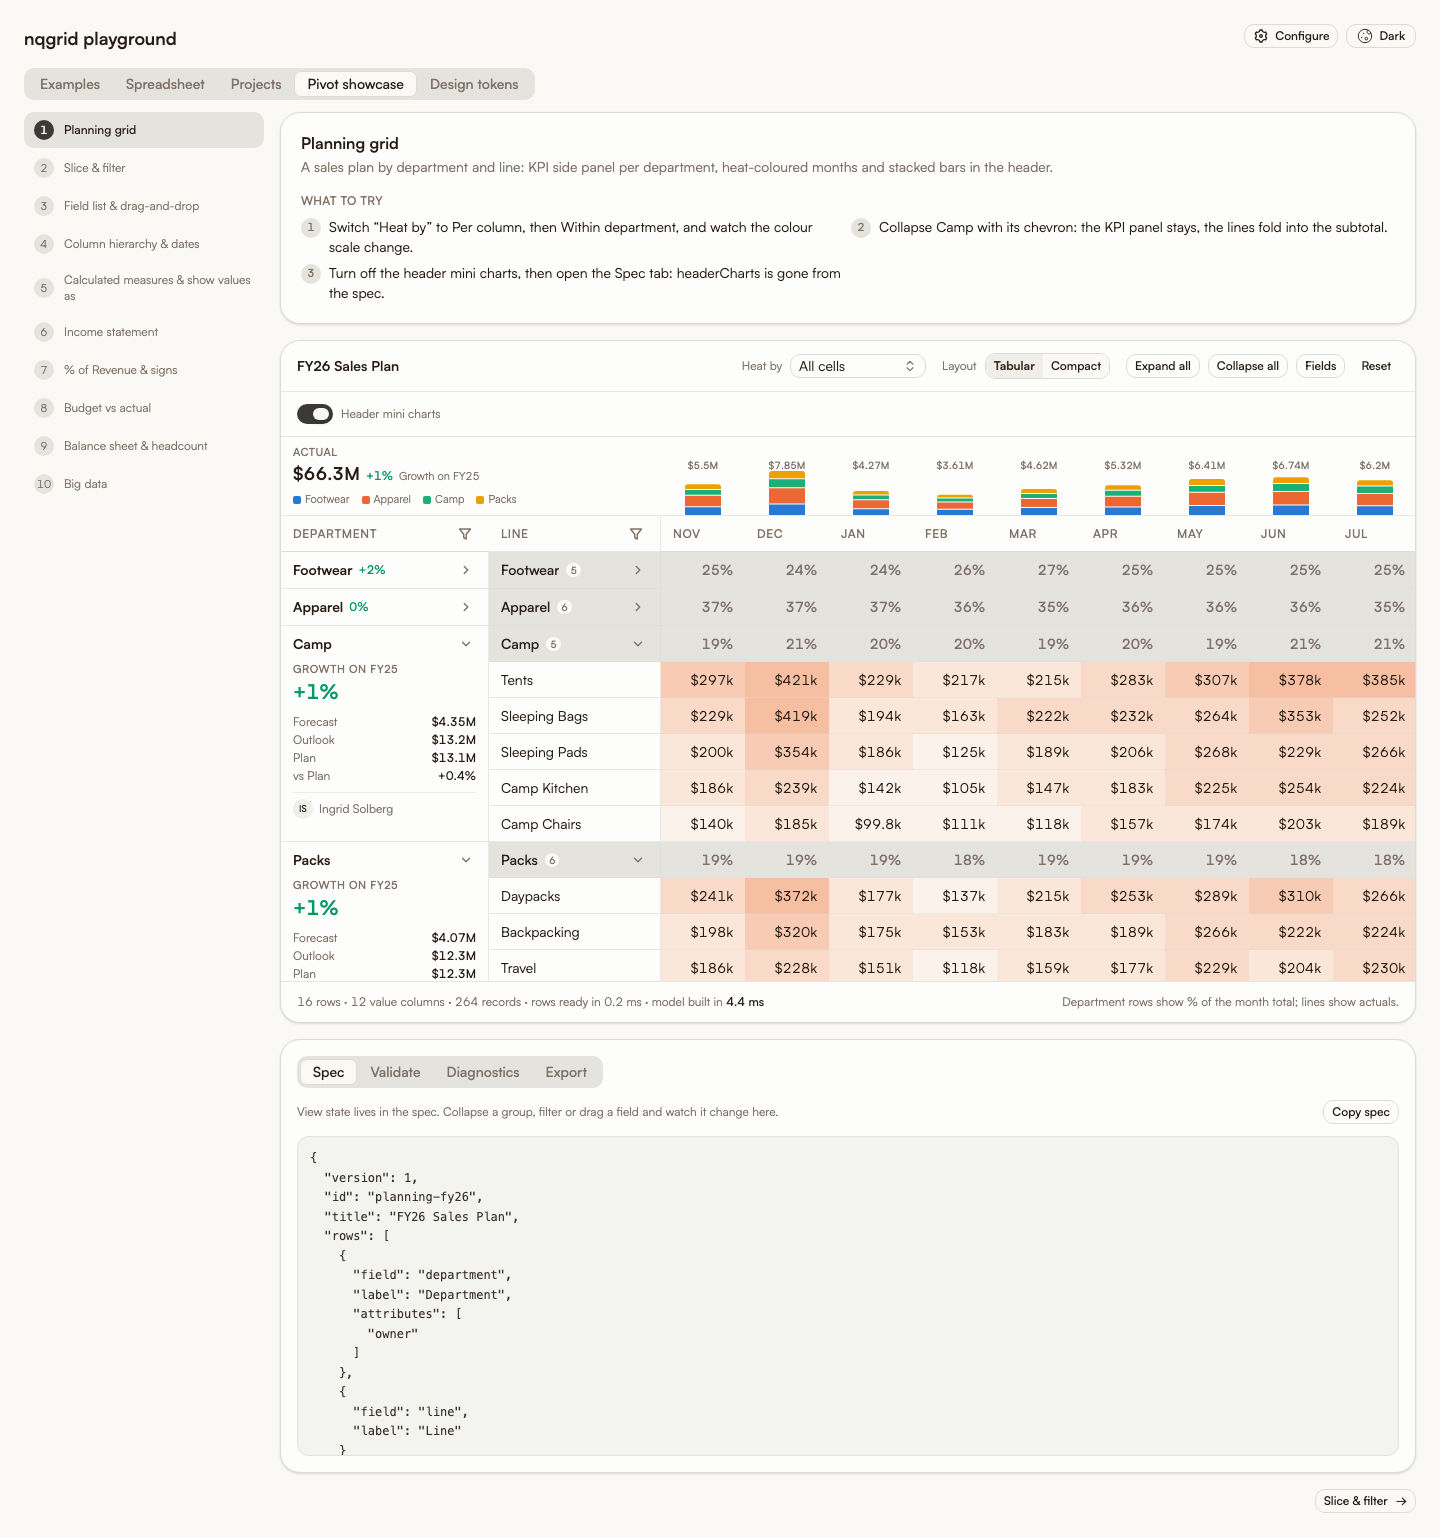 nqgrid playground
Configure
Dark
Examples
Spreadsheet
Projects
Pivot showcase
Design tokens
1 Planning grid
2 Slice & filter
3 Field list & drag-and-drop
4 Column hierarchy & dates
5 Calculated measures & show values
as
6 Income statement
7 % of Revenue & signs
8 Budget vs actual
9 Balance sheet & headcount
10 Big data
Planning grid
A sales plan by department and line: KPI side panel per department, heat-coloured months and stacked bars in the header.
WHAT TO TRY
1 Switch “Heat by” to Per column, then Within department, and watch the colour
scale change.
2 Collapse Camp with its chevron: the KPI panel stays, the lines fold into the subtotal.
3 Turn off the header mini charts, then open the Spec tab: headerCharts is gone from
the spec.
FY26 Sales Plan
Heat by
All cells
Layout
Tabular
Compact
Expand all
Collapse all
Fields
Reset
Header mini charts
ACTUAL
$66.3M +1% Growth on FY25
Footwear Apparel Camp Packs
$5.5M $7.85M $4.27M $3.61M $4.62M $5.32M $6.41M $6.74M $6.2M
DEPARTMENT LINE NOV DEC JAN FEB MAR APR MAY JUN JUL
Footwear +2% Footwear 5 25% 24% 24% 26% 27% 25% 25% 25% 25%
Apparel 0% Apparel 6 37% 37% 37% 36% 35% 36% 36% 36% 35%
Camp Camp 5 19% 21% 20% 20% 19% 20% 19% 21% 21%
GROWTH ON FY25
+1%
Forecast $4.35M
Outlook $13.2M
Plan $13.1M
vs Plan +0.4%
IS Ingrid Solberg
Tents $297k $421k $229k $217k $215k $283k $307k $378k $385k
Sleeping Bags $229k $419k $194k $163k $222k $232k $264k $353k $252k
Sleeping Pads $200k $354k $186k $125k $189k $206k $268k $229k $266k
Camp Kitchen $186k $239k $142k $105k $147k $183k $225k $254k $224k
Camp Chairs $140k $185k $99.8k $111k $118k $157k $174k $203k $189k
Packs Packs 6 19% 19% 19% 18% 19% 19% 19% 18% 18%
GROWTH ON FY25
+1%
Forecast $4.07M
Outlook $12.3M
Plan $12.3M
Daypacks $241k $372k $177k $137k $215k $253k $289k $310k $266k
Backpacking $198k $320k $175k $153k $183k $189k $266k $222k $224k
Travel $186k $228k $151k $118k $159k $177k $229k $204k $230k
16 rows · 12 value columns · 264 records · rows ready in 0.2 ms · model built in 4.4 ms
Department rows show % of the month total; lines show actuals.
Spec
Validate
Diagnostics
Export
View state lives in the spec. Collapse a group, filter or drag a field and watch it change here.
Copy spec
{
"version": 1,
"id": "planning-fy26",
"title": "FY26 Sales Plan",
"rows": [
{
"field": "department",
"label": "Department",
"attributes": [
"owner"
]
},
{
"field": "line",
"label": "Line"
}
Slice & filter →